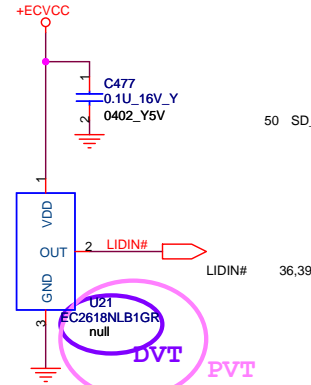 +ECVCC
1
C477
0.1U_16V_Y
2
0402_Y5V
50 SD_
1
VDD
OUT
2
LIDIN#
LIDIN# 36,39
GND
3
U21
EC2618NLB1GR
null
DVT
PVT